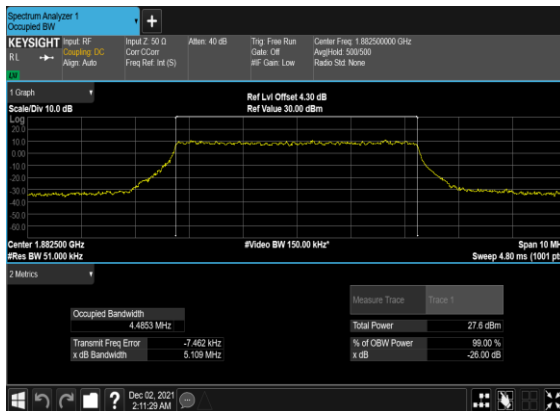 Spectrum Analyzer 1
Occupied BW
KEYSIGHT Input: RF Input Z: 50 Ω Atten: 40 dB Trig: Free Run Center Freq: 1.882500000 GHz
RL Coupling: DC Corr CCorr Gate: Off Avg|Hold: 500/500
Align: Auto Freq Ref: Int (S) #IF Gain: Low Radio Std: None
1 Graph
Ref Lvl Offset 4.30 dB
Scale/Div 10.0 dB Ref Value 30.00 dBm
Log
20.0
10.0
0.00
-10.0
-20.0
-30.0
-40.0
-50.0
-60.0
Center 1.882500 GHz #Video BW 150.00 kHz* Span 10 MH
#Res BW 51.000 kHz Sweep 4.80 ms (1001 pt
2 Metrics
Measure Trace Trace 1
Occupied Bandwidth
4.4853 MHz Total Power 27.6 dBm
Transmit Freq Error -7.462 kHz % of OBW Power 99.00 %
x dB Bandwidth 5.109 MHz x dB -26.00 dB
Dec 02, 2021
2:11:29 AM